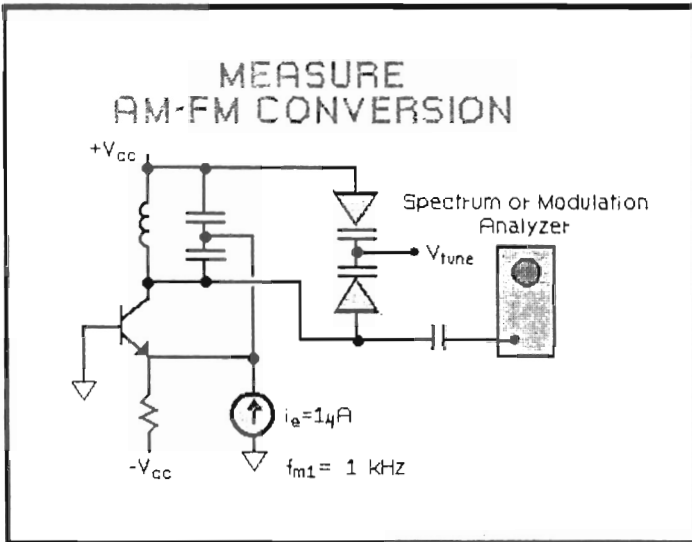 MEASURE
AM-FM CONVERSION
+Vcc
Spectrum or Modulation
Analyzer
Vtune
ie=1μA
-Vcc
fm1= 1 kHz